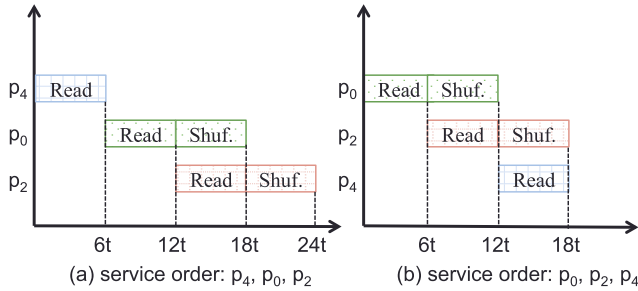 p4 Read
p0 Read Shuf.
p2 Read Shuf.
6t 12t 18t 24t
(a) service order: p4, p0, p2
p0 Read Shuf.
p2 Read Shuf.
p4 Read
6t 12t 18t
(b) service order: p0, p2, p4